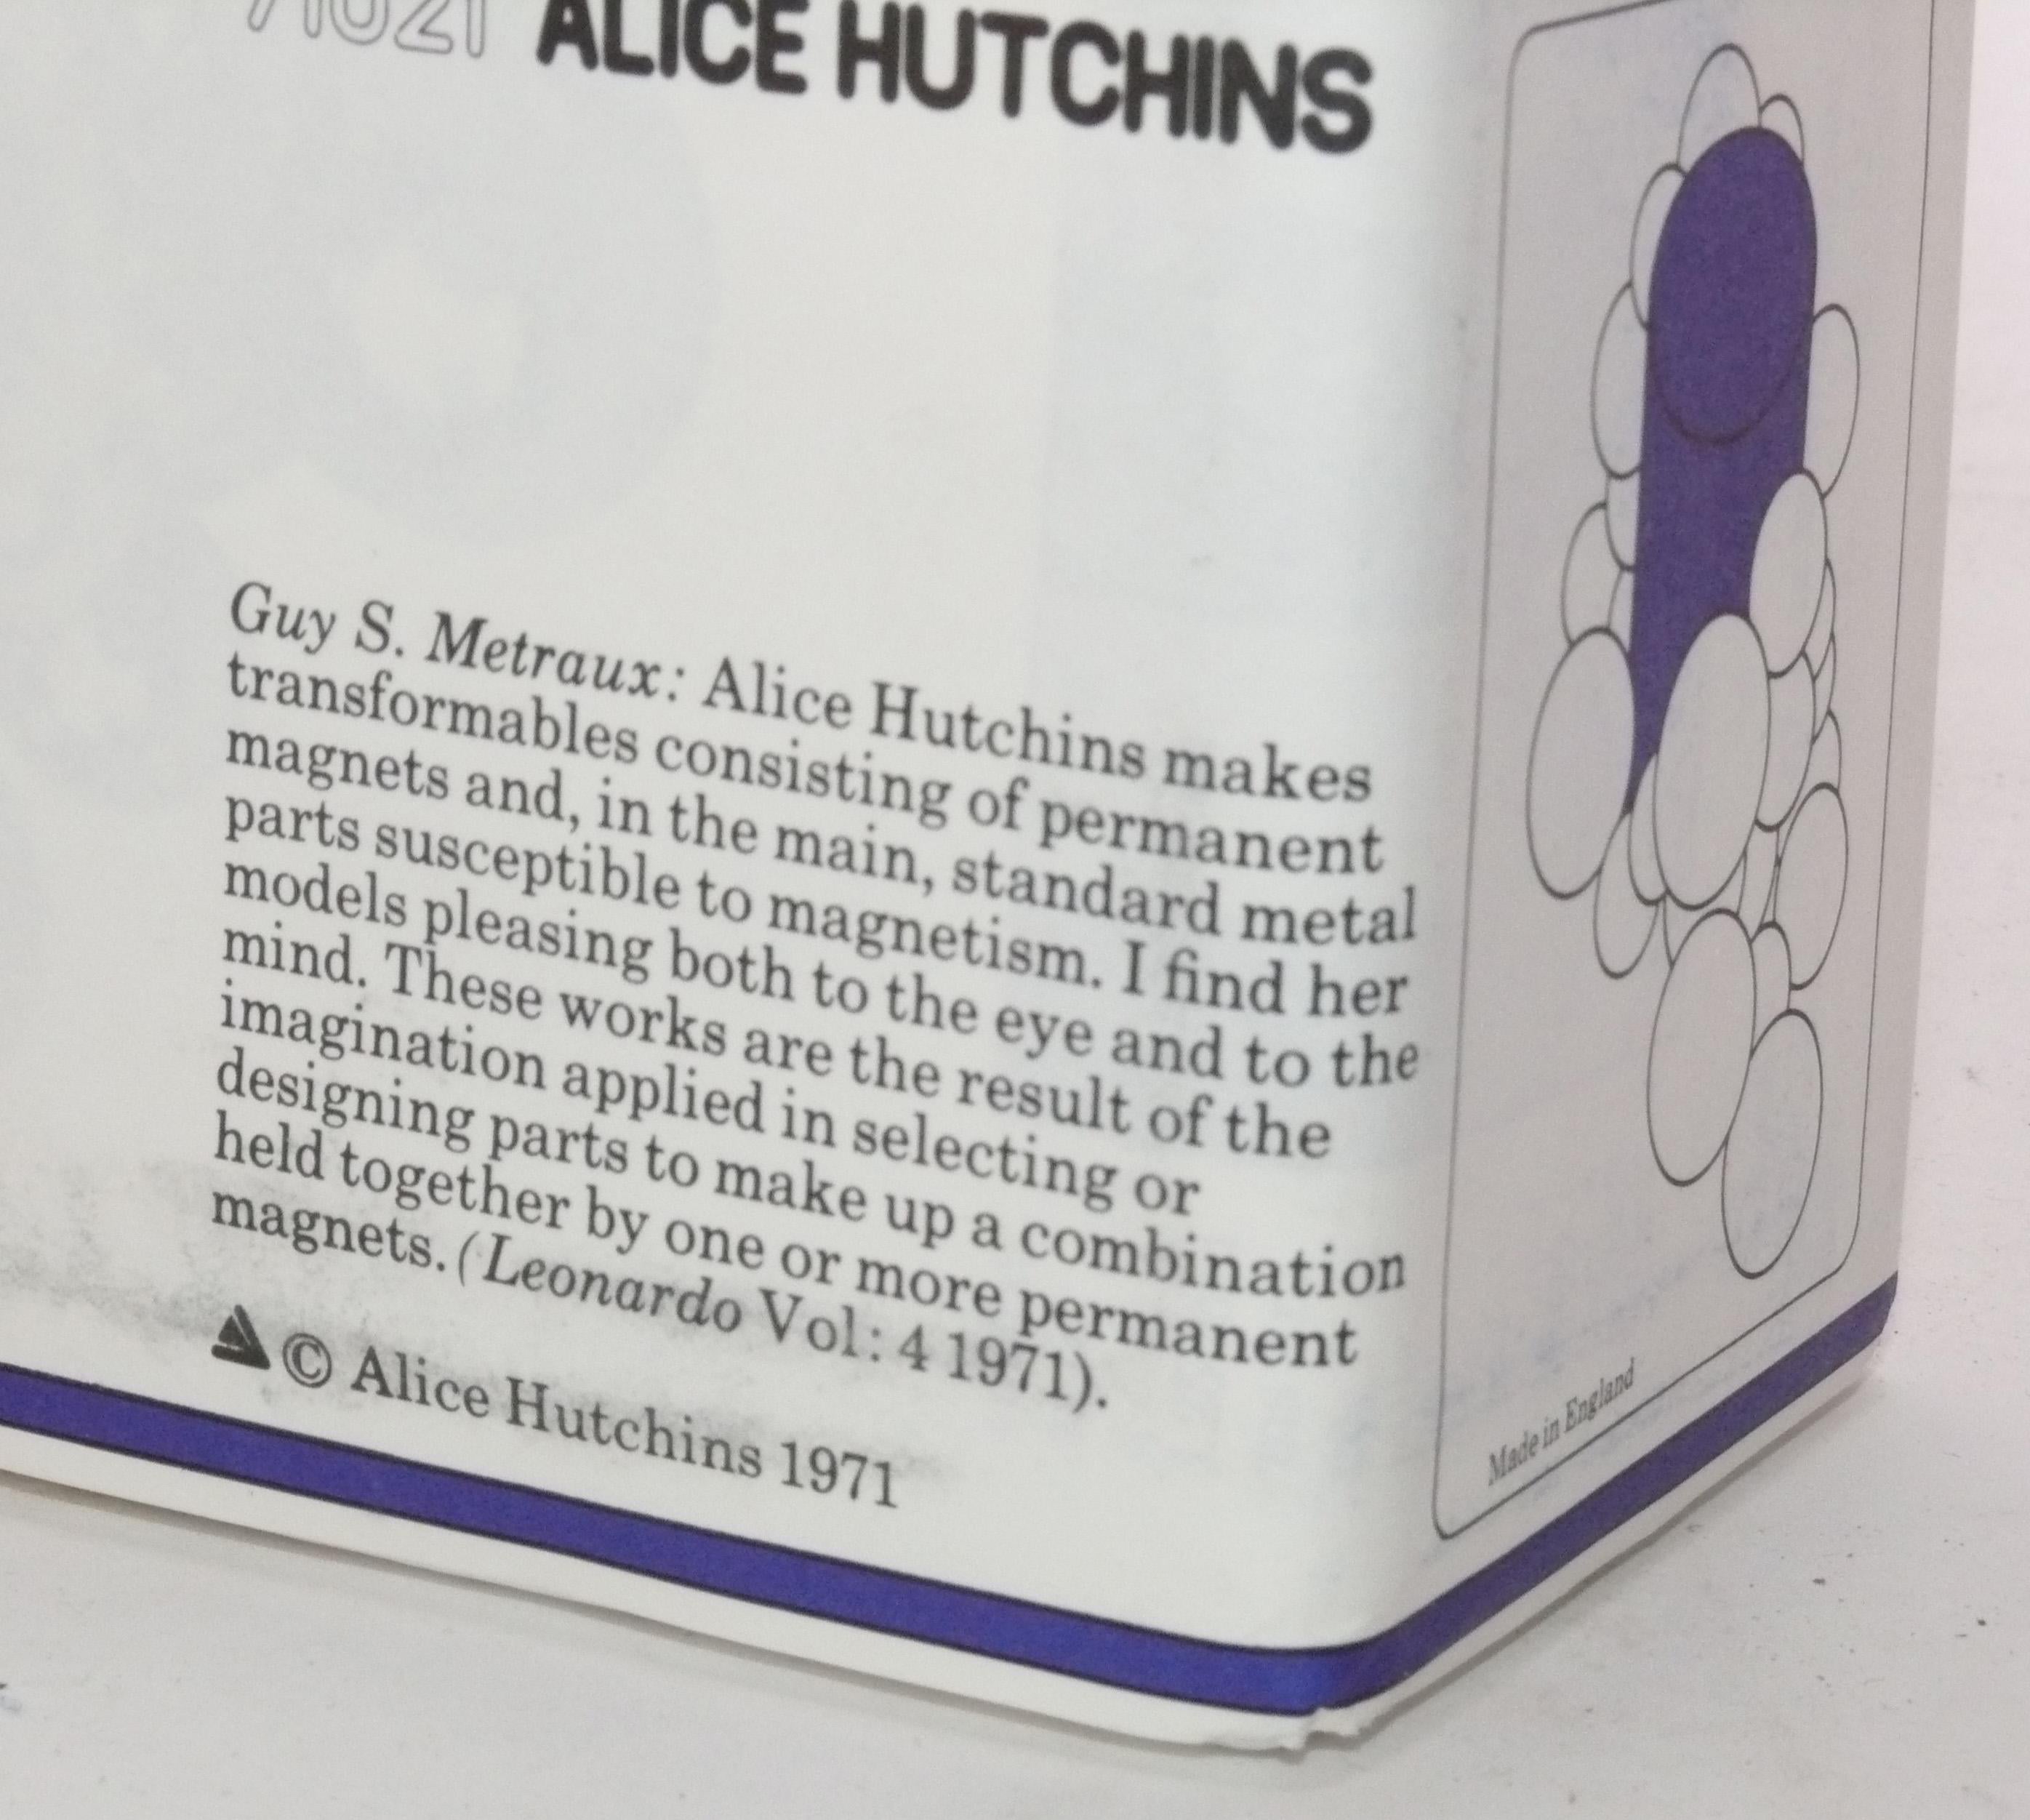 71021 ALICE HUTCHINS
Guy S. Metraux: Alice Hutchins makes
transformables consisting of permanent
magnets and, in the main, standard metal
parts susceptible to magnetism. I find her
models pleasing both to the eye and to the
mind. These works are the result of the
imagination applied in selecting or
designing parts to make up a combination
held together by one or more permanent
magnets. (Leonardo Vol: 4 1971).
© Alice Hutchins 1971
Made in England